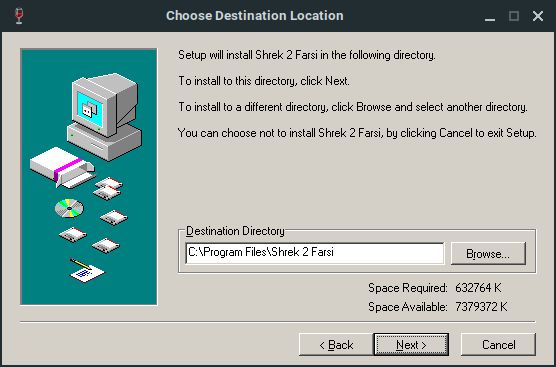 Choose Destination Location
Setup will install Shrek 2 Farsi in the following directory.
To install to this directory, click Next.
To install to a different directory, click Browse and select another directory.
You can choose not to install Shrek 2 Farsi, by clicking Cancel to exit Setup.
Destination Directory
C:\Program Files\Shrek 2 Farsi
Browse...
Space Required: 632764 K
Space Available: 7379372 K
< Back
Next >
Cancel